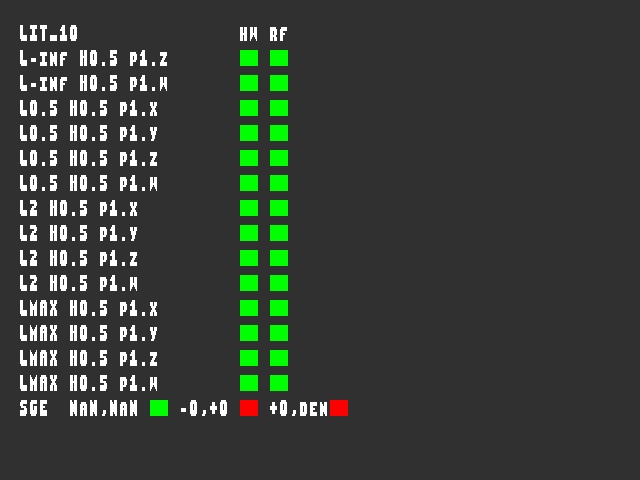 LIT_10 HW RF
L-INF H0.5 P1.Z
L-INF H0.5 P1.W
L0.5 H0.5 P1.X
L0.5 H0.5 P1.Y
L0.5 H0.5 P1.Z
L0.5 H0.5 P1.W
L2 H0.5 P1.X
L2 H0.5 P1.Y
L2 H0.5 P1.Z
L2 H0.5 P1.W
LMAX H0.5 P1.X
LMAX H0.5 P1.Y
LMAX H0.5 P1.Z
LMAX H0.5 P1.W
SGE NAN,NAN -0,+0 +0,DEN